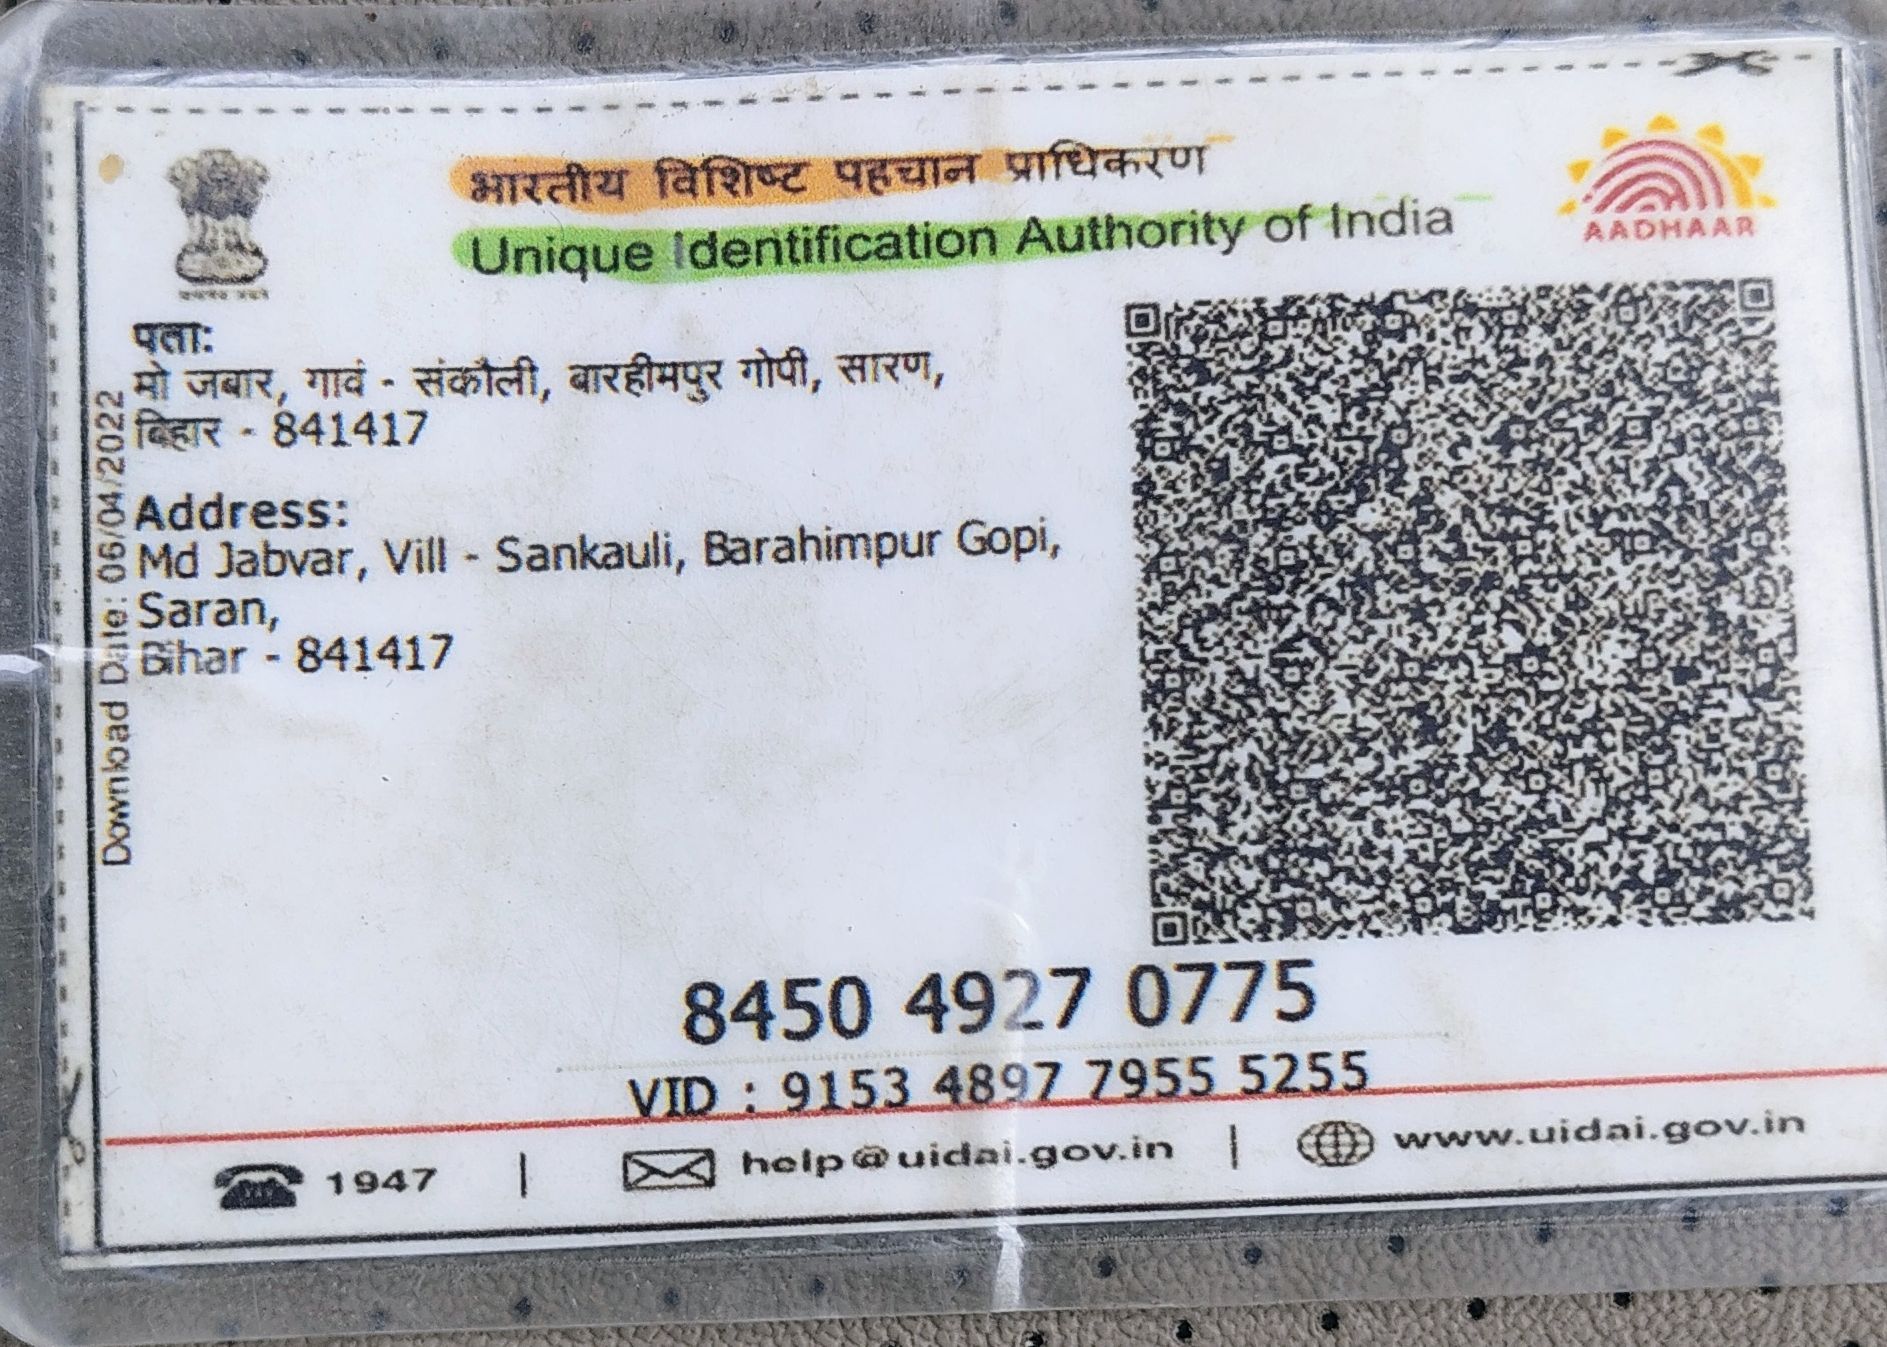 भारतीय विशिष्ट पहचान प्राधिकरण
Unique Identification Authority of India
AADHAAR
पता:
मो जबार, गावं - संकौली, बारहीमपुर गोपी, सारण,
बिहार - 841417
Address:
Md Jabvar, Vill - Sankauli, Barahimpur Gopi,
Saran,
Bihar - 841417
Download Date: 06/04/2022
8450 4927 0775
VID : 9153 4897 7955 5255
1947 | help@uidai.gov.in | www.uidai.gov.in